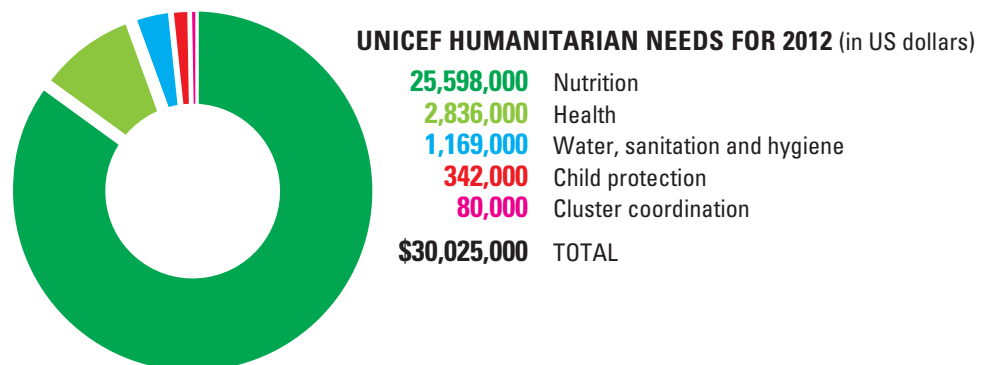 UNICEF HUMANITARIAN NEEDS FOR 2012 (in US dollars)
25,598,000 Nutrition
2,836,000 Health
1,169,000 Water, sanitation and hygiene
342,000 Child protection
80,000 Cluster coordination
$30,025,000 TOTAL